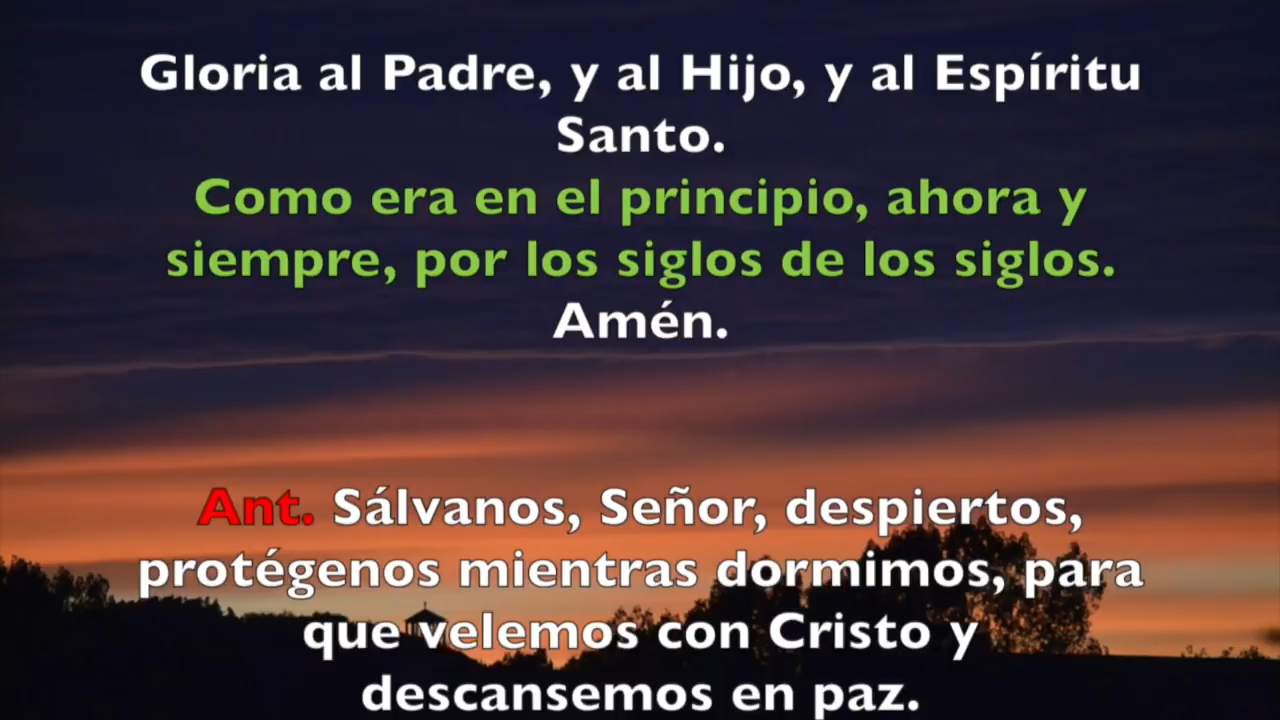 Gloria al Padre, y al Hijo, y al Espíritu
Santo.
Como era en el principio, ahora y
siempre, por los siglos de los siglos.
Amén.
Ant. Sálvanos, Señor, despiertos,
protégenos mientras dormimos, para
que velemos con Cristo y
descansemos en paz.